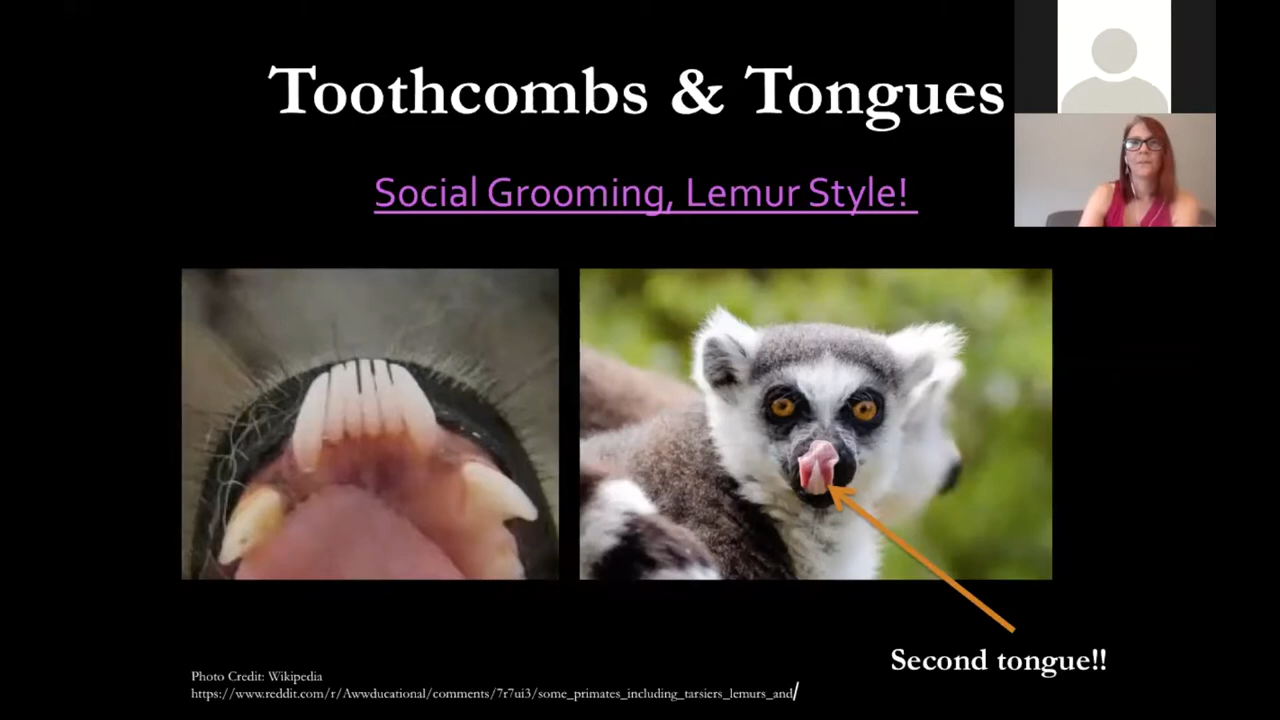 Toothcombs & Tongues
Social Grooming, Lemur Style!
Second tongue!!
Photo Credit: Wikipedia
https://www.reddit.com/r/Awwducational/comments/7r7ui3/some_primates_including_tarsiers_lemurs_and/